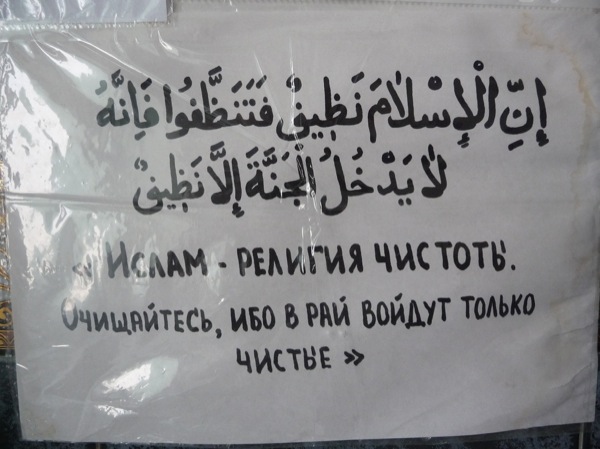 إِنِّ الْإِسْلَامَ نَظِيفٌ فَتَنَظَّفُوا فَإِنَّهُ
لَا يَدْخُلُ الْجَنَّةَ إِلَّا نَظِيفٌ
« Ислам - религия чистоты.
Очищайтесь, ибо в рай войдут только
чистые »